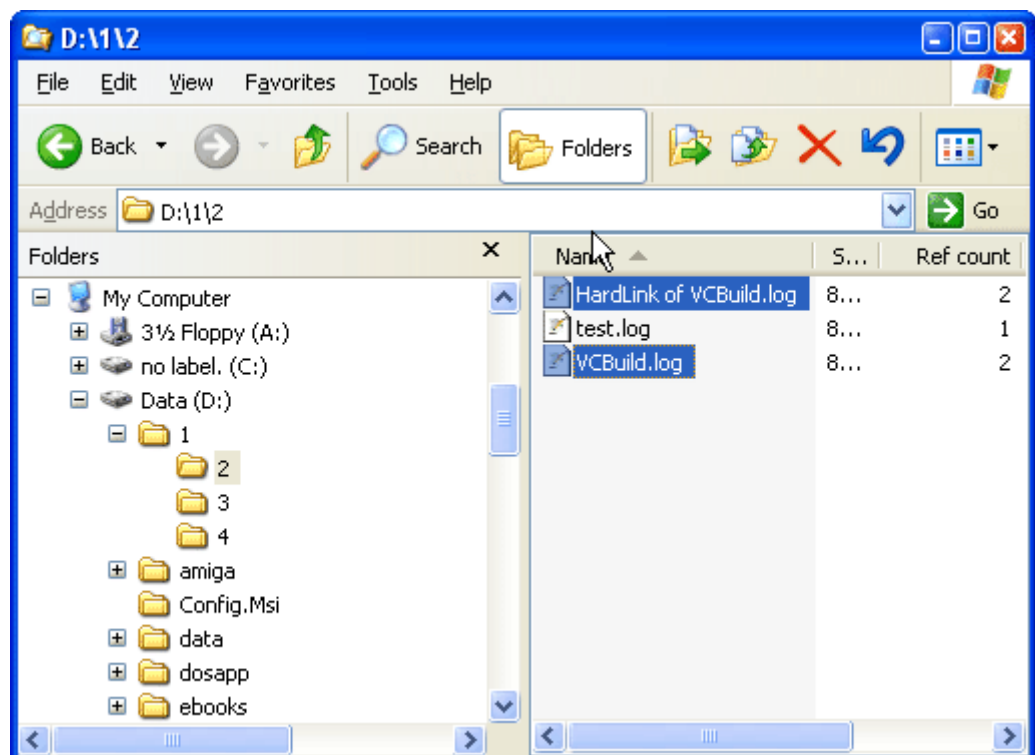 D:\1\2
File Edit View Favorites Tools Help
Back Search Folders
Address D:\1\2 Go
Folders
My Computer
3½ Floppy (A:)
no label. (C:)
Data (D:)
1
2
3
4
amiga
Config.Msi
data
dosapp
ebooks
Name S... Ref count
HardLink of VCBuild.log 8... 2
test.log 8... 1
VCBuild.log 8... 2